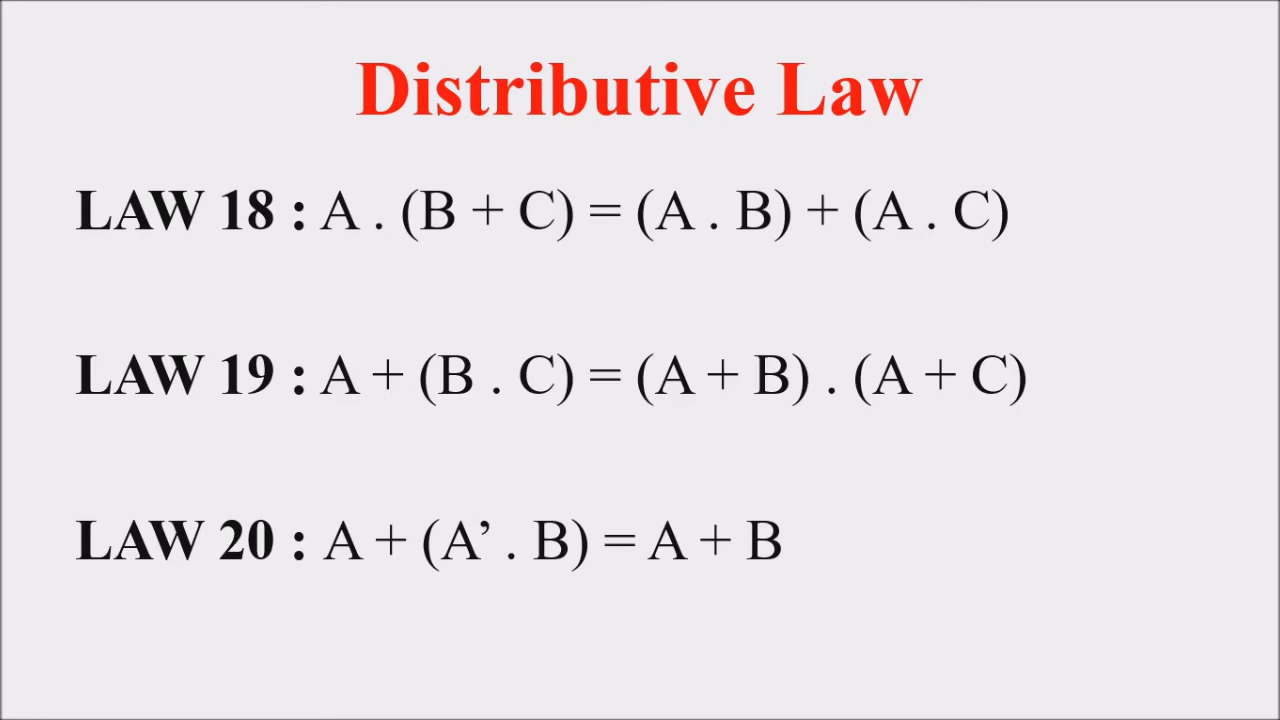 Distributive Law
LAW 18 : A . (B + C) = (A . B) + (A . C)
LAW 19 : A + (B . C) = (A + B) . (A + C)
LAW 20 : A + (A’ . B) = A + B